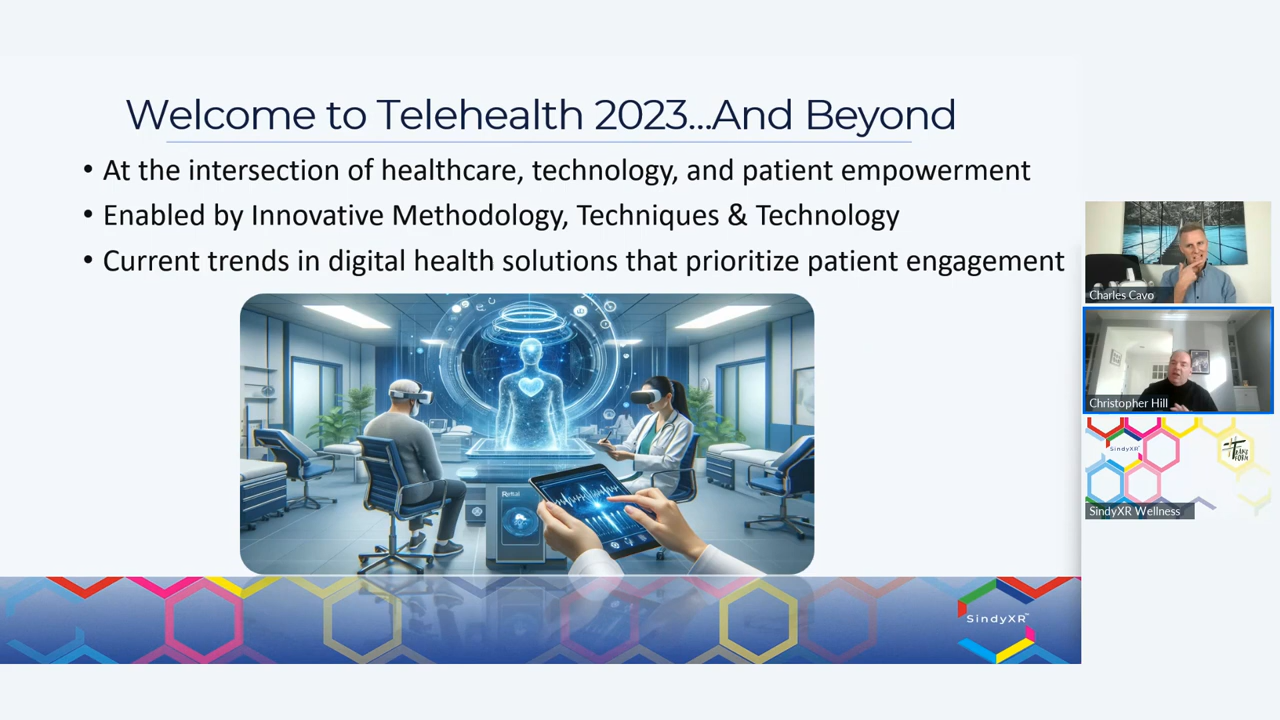 Welcome to Telehealth 2023...And Beyond
• At the intersection of healthcare, technology, and patient empowerment
• Enabled by Innovative Methodology, Techniques & Technology
• Current trends in digital health solutions that prioritize patient engagement
Charles Cavo
Christopher Hill
SindyXR
SindyXR Wellness
SindyXR™